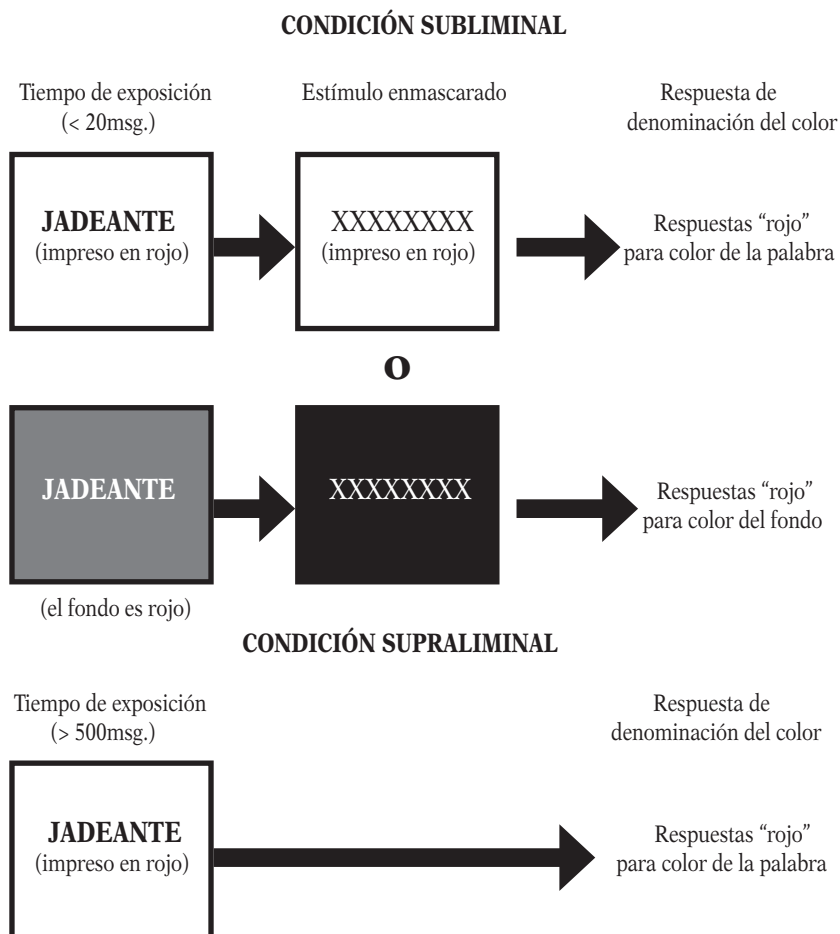 CONDICIÓN SUBLIMINAL
Tiempo de exposición
(< 20msg.)
Estímulo enmascarado
Respuesta de
denominación del color
JADEANTE
(impreso en rojo)
XXXXXXXX
(impreso en rojo)
Respuestas “rojo”
para color de la palabra
o
JADEANTE
XXXXXXXX
Respuestas “rojo”
para color del fondo
(el fondo es rojo)
CONDICIÓN SUPRALIMINAL
Tiempo de exposición
(> 500msg.)
Respuesta de
denominación del color
JADEANTE
(impreso en rojo)
Respuestas “rojo”
para color de la palabra